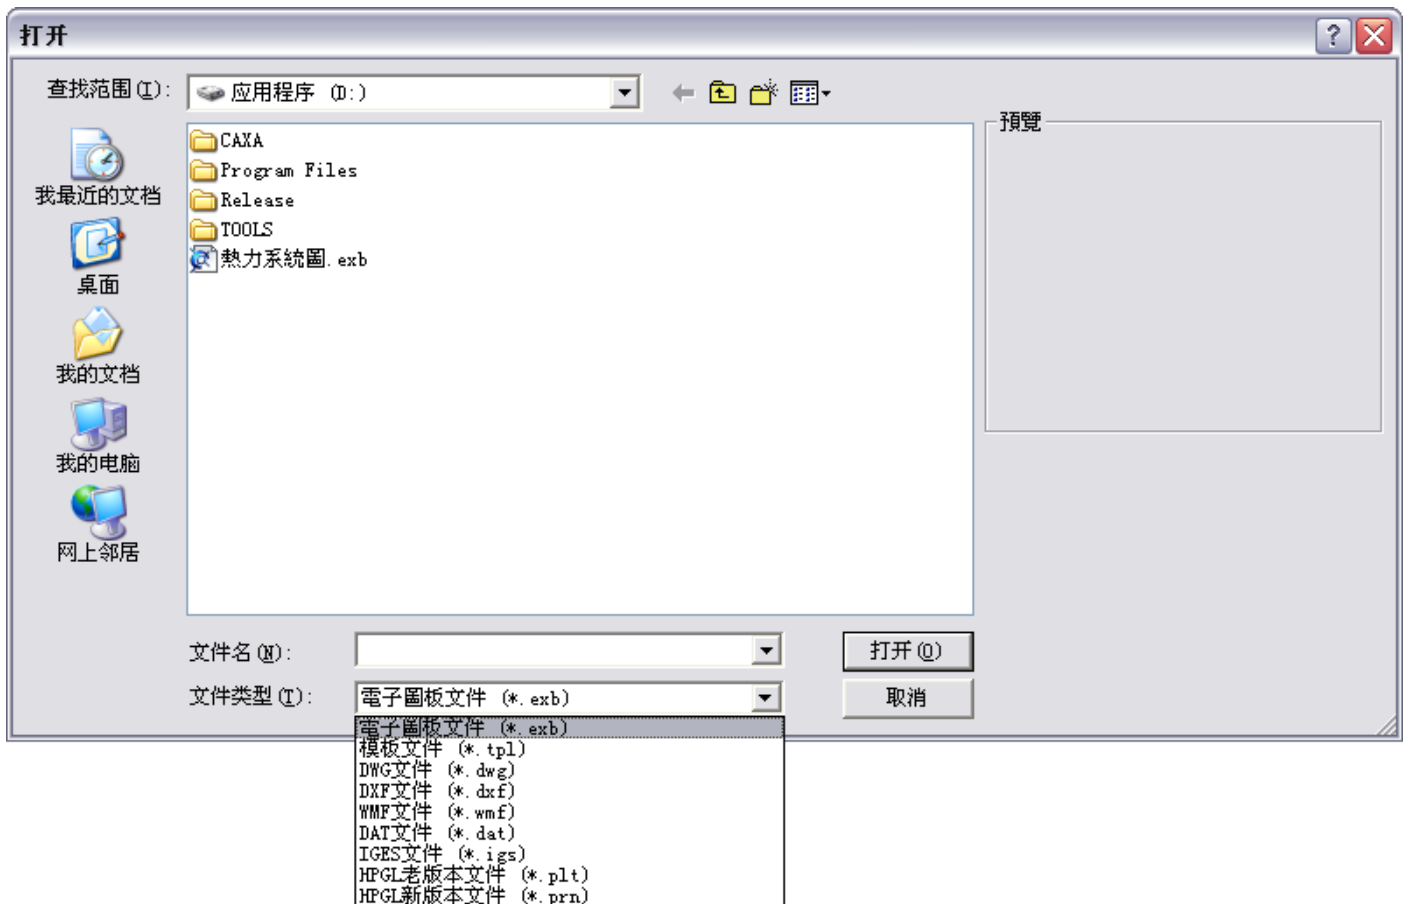 打开
查找范围(I):
应用程序 (D:)
預覽
CAXA
Program Files
Release
TOOLS
熱力系統圖.exb
我最近的文档
桌面
我的文档
我的电脑
网上邻居
文件名(N):
打开(O)
文件类型(T):
電子圖板文件 (*.exb)
取消
電子圖板文件 (*.exb)
模板文件 (*.tpl)
DWG文件 (*.dwg)
DXF文件 (*.dxf)
WMF文件 (*.wmf)
DAT文件 (*.dat)
IGES文件 (*.igs)
HPGL老版本文件 (*.plt)
HPGL新版本文件 (*.prn)